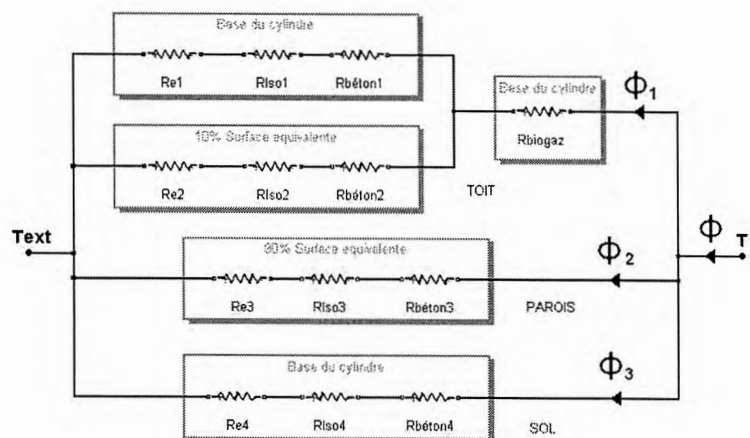 Base du cylindre
Re1 RIso1 Rbéton1
Base du cylindre
Φ1
Rbiogaz
10% Surface equivalente
Re2 RIso2 Rbéton2
TOIT
Text
Φ
T
90% Surface equivalente
Φ2
Re3 RIso3 Rbéton3
PAROIS
Base du cylindre
Φ3
Re4 RIso4 Rbéton4
SOL